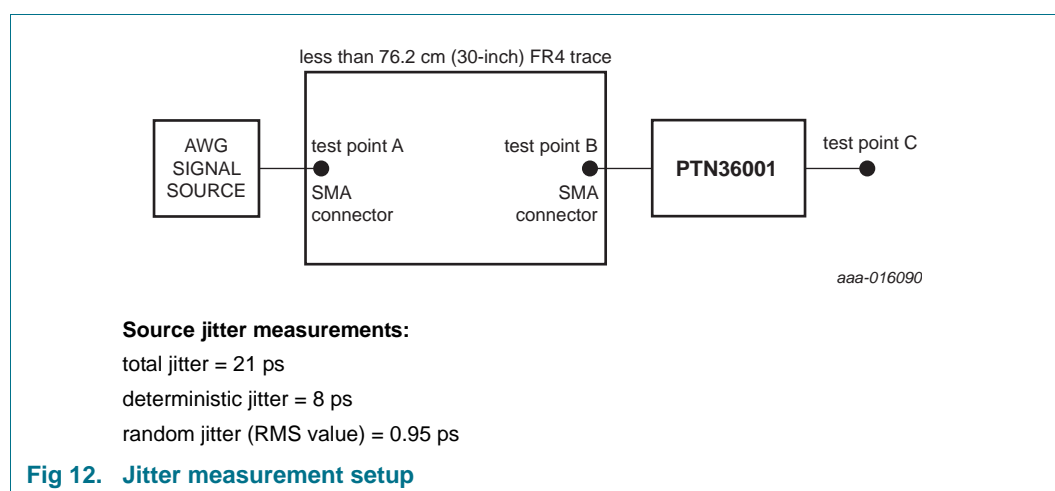 less than 76.2 cm (30-inch) FR4 trace
AWG
SIGNAL
SOURCE
test point A
SMA
connector
test point B
SMA
connector
PTN36001
test point C
aaa-016090
Source jitter measurements:
total jitter = 21 ps
deterministic jitter = 8 ps
random jitter (RMS value) = 0.95 ps
Fig 12. Jitter measurement setup